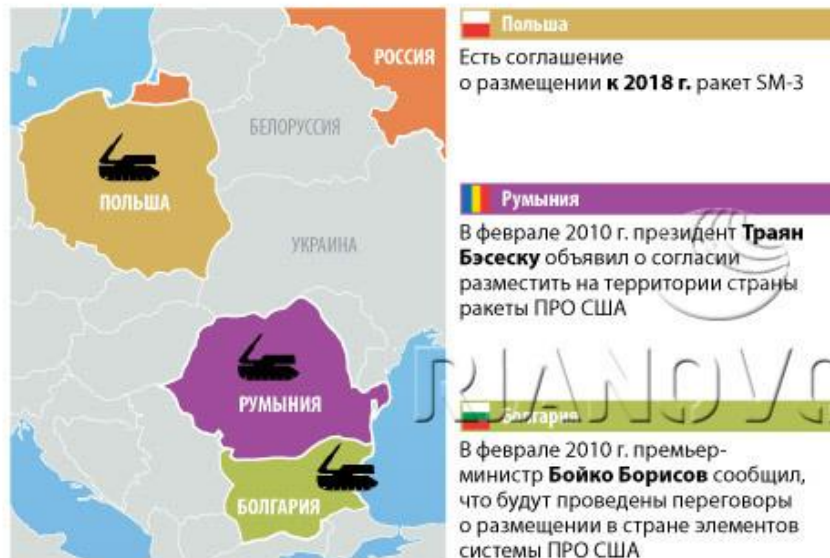 РОССИЯ
БЕЛОРУССИЯ
ПОЛЬША
УКРАИНА
РУМЫНИЯ
БОЛГАРИЯ
Польша
Есть соглашение
о размещении к 2018 г. ракет SM-3
Румыния
В феврале 2010 г. президент Траян
Бэсеску объявил о согласии
разместить на территории страны
ракеты ПРО США
RIANOVO
Болгария
В феврале 2010 г. премьер-
министр Бойко Борисов сообщил,
что будут проведены переговоры
о размещении в стране элементов
системы ПРО США